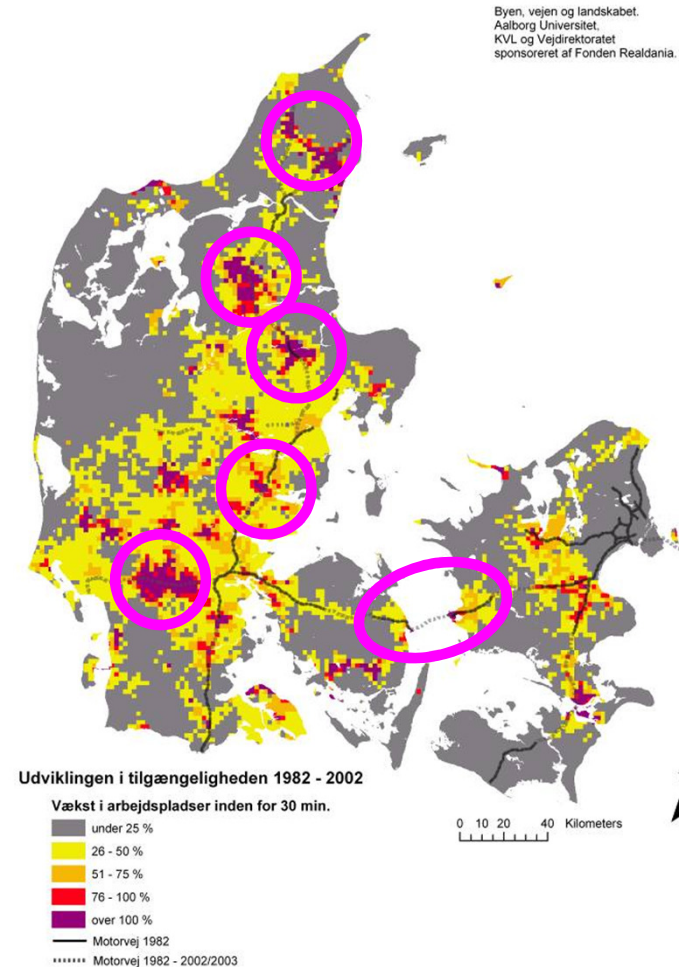 Byen, vejen og landskabet.
Aalborg Universitet,
KVL og Vejdirektoratet
sponsoreret af Fonden Realdania.
Udviklingen i tilgængeligheden 1982 - 2002
Vækst i arbejdspladser inden for 30 min.
under 25 %
26 - 50 %
51 - 75 %
76 - 100 %
over 100 %
Motorvej 1982
Motorvej 1982 - 2002/2003
0 10 20 40 Kilometers